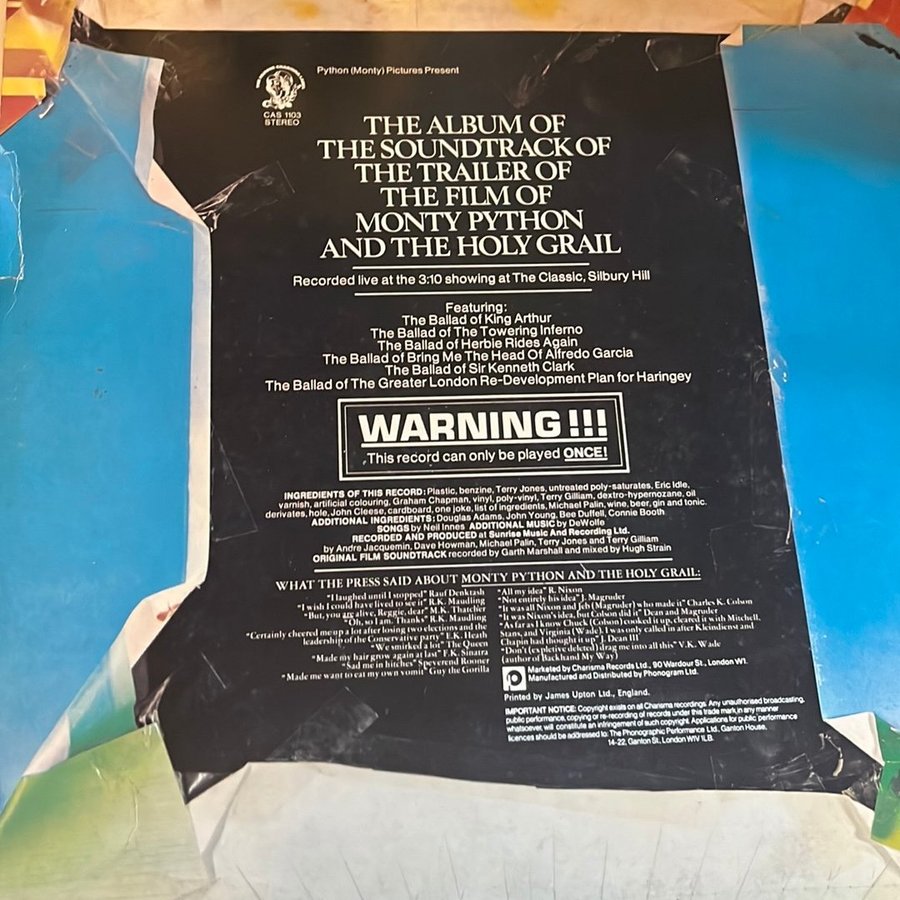 Python (Monty) Pictures Present
CAS 1103
STEREO
THE ALBUM OF
THE SOUNDTRACK OF
THE TRAILER OF
THE FILM OF
MONTY PYTHON
AND THE HOLY GRAIL
Recorded live at the 3:10 showing at The Classic, Silbury Hill
Featuring:
The Ballad of King Arthur
The Ballad of The Towering Inferno
The Ballad of Herbie Rides Again
The Ballad of Bring Me The Head Of Alfredo Garcia
The Ballad of Sir Kenneth Clark
The Ballad of The Greater London Re-Development Plan for Haringey
WARNING!!!
This record can only be played ONCE!
INGREDIENTS OF THIS RECORD: Plastic, benzine, Terry Jones, untreated poly-saturates, Eric Idle,
varnish, artificial colouring, Graham Chapman, vinyl, poly-vinyl, Terry Gilliam, dextro-hypernozane, oil
derivates, hole, John Cleese, cardboard, one joke, list of ingredients, Michael Palin, wine, beer, gin and tonic.
ADDITIONAL INGREDIENTS: Douglas Adams, John Young, Bee Duffell, Connie Booth
SONGS by Neil Innes ADDITIONAL MUSIC by DeWolfe
RECORDED AND PRODUCED at Sunrise Music And Recording Ltd.
by Andre Jacquemin, Dave Howman, Michael Palin, Terry Jones and Terry Gilliam
ORIGINAL FILM SOUNDTRACK recorded by Garth Marshall and mixed by Hugh Strain
WHAT THE PRESS SAID ABOUT MONTY PYTHON AND THE HOLY GRAIL:
"I laughed until I stopped" Rauf Denktash
"I wish I could have lived to see it" R.K. Maudling
"But, you are alive, Reggie, dear" M.K. Thatcher
"Oh, so I am. Thanks" R.K. Maudling
"Certainly cheered me up a lot after losing two elections and the
leadership of the Conservative party" E.K. Heath
"We smirked a lot" The Queen
"Made my hair grow again at last" F.K. Sinatra
"Sad me in hitches" Speverend Rooner
"Made me want to eat my own vomit" Guy the Gorilla
"All my idea" R. Nixon
"Not entirely his idea" J. Magruder
"It was all Nixon and Jeb (Magruder) who made it" Charles K. Colson
"It was Nixon's idea, but Colson did it" Dean and Magruder
"As far as I know Chuck (Colson) cooked it up, cleared it with Mitchell,
Stans, and Virginia (Wade). I was only called in after Kleindienst and
Chapin had thought it up" J. Dean III
"Don't (expletive deleted) drag me into all this" V.K. Wade
(author of Backhand My Way)
Marketed by Charisma Records Ltd., 90 Wardour St., London W1.
Manufactured and Distributed by Phonogram Ltd.
Printed by James Upton Ltd., England.
IMPORTANT NOTICE: Copyright exists on all Charisma recordings. Any unauthorised broadcasting,
public performance, copying or re-recording of records under this trade mark, in any manner
whatsoever, will constitute an infringement of such copyright. Applications for public performance
licences should be addressed to: The Phonographic Performance Ltd., Ganton House,
14-22, Ganton St., London W1V 1LB.